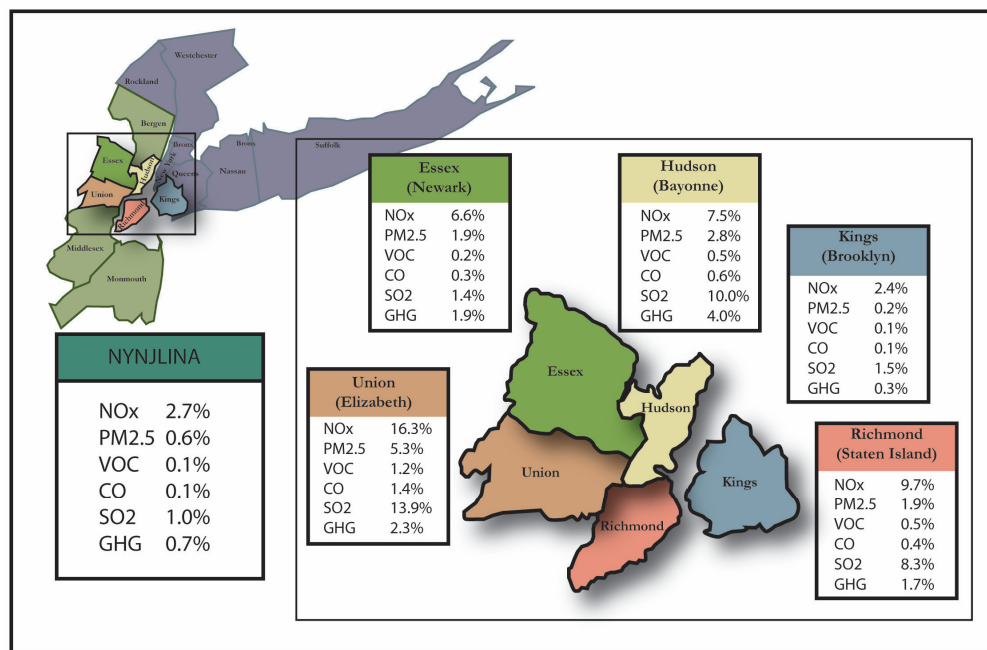 Westchester
Rockland
Bergen
Essex
Hudson
New York
Bronx
Bronx
Queens
Nassau
Suffolk
Union
Kings
Richmond
Middlesex
Monmouth
NYNJLINA
NOx 2.7%
PM2.5 0.6%
VOC 0.1%
CO 0.1%
SO2 1.0%
GHG 0.7%
Essex
(Newark)
NOx 6.6%
PM2.5 1.9%
VOC 0.2%
CO 0.3%
SO2 1.4%
GHG 1.9%
Hudson
(Bayonne)
NOx 7.5%
PM2.5 2.8%
VOC 0.5%
CO 0.6%
SO2 10.0%
GHG 4.0%
Kings
(Brooklyn)
NOx 2.4%
PM2.5 0.2%
VOC 0.1%
CO 0.1%
SO2 1.5%
GHG 0.3%
Union
(Elizabeth)
NOx 16.3%
PM2.5 5.3%
VOC 1.2%
CO 1.4%
SO2 13.9%
GHG 2.3%
Richmond
(Staten Island)
NOx 9.7%
PM2.5 1.9%
VOC 0.5%
CO 0.4%
SO2 8.3%
GHG 1.7%
Essex
Hudson
Union
Kings
Richmond